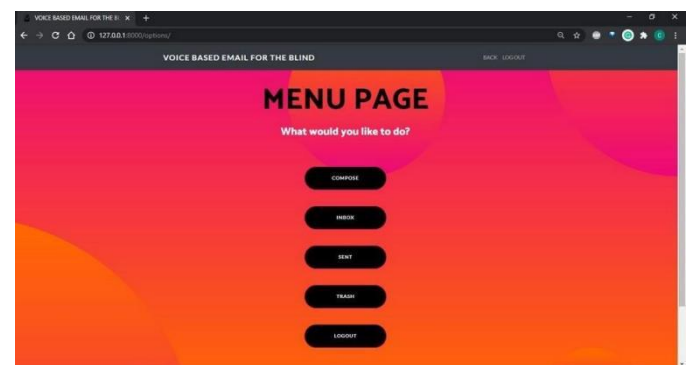 VOICE BASED EMAIL FOR THE BL
127.0.0.1:8000/options/
VOICE BASED EMAIL FOR THE BLIND
BACK LOGOUT
MENU PAGE
What would you like to do?
COMPOSE
INBOX
SENT
TRASH
LOGOUT